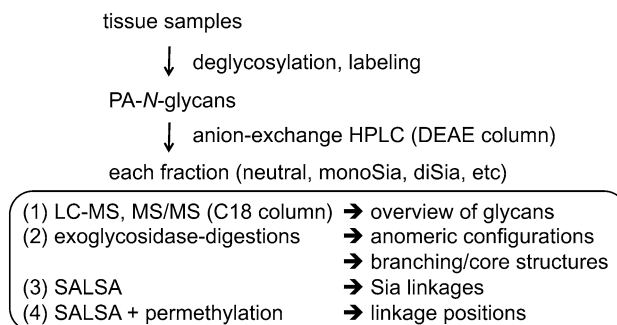 tissue samples
↓ deglycosylation, labeling
PA-N-glycans
↓ anion-exchange HPLC (DEAE column)
each fraction (neutral, monoSia, diSia, etc)
(1) LC-MS, MS/MS (C18 column) ➔ overview of glycans
(2) exoglycosidase-digestions ➔ anomeric configurations
➔ branching/core structures
(3) SALSA ➔ Sia linkages
(4) SALSA + permethylation ➔ linkage positions